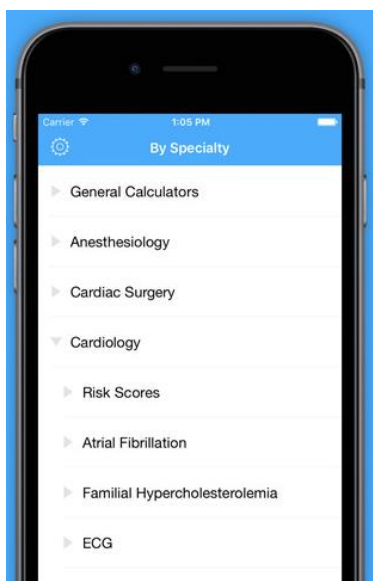 Carrier 1:05 PM
By Specialty
General Calculators
Anesthesiology
Cardiac Surgery
Cardiology
Risk Scores
Atrial Fibrillation
Familial Hypercholesterolemia
ECG